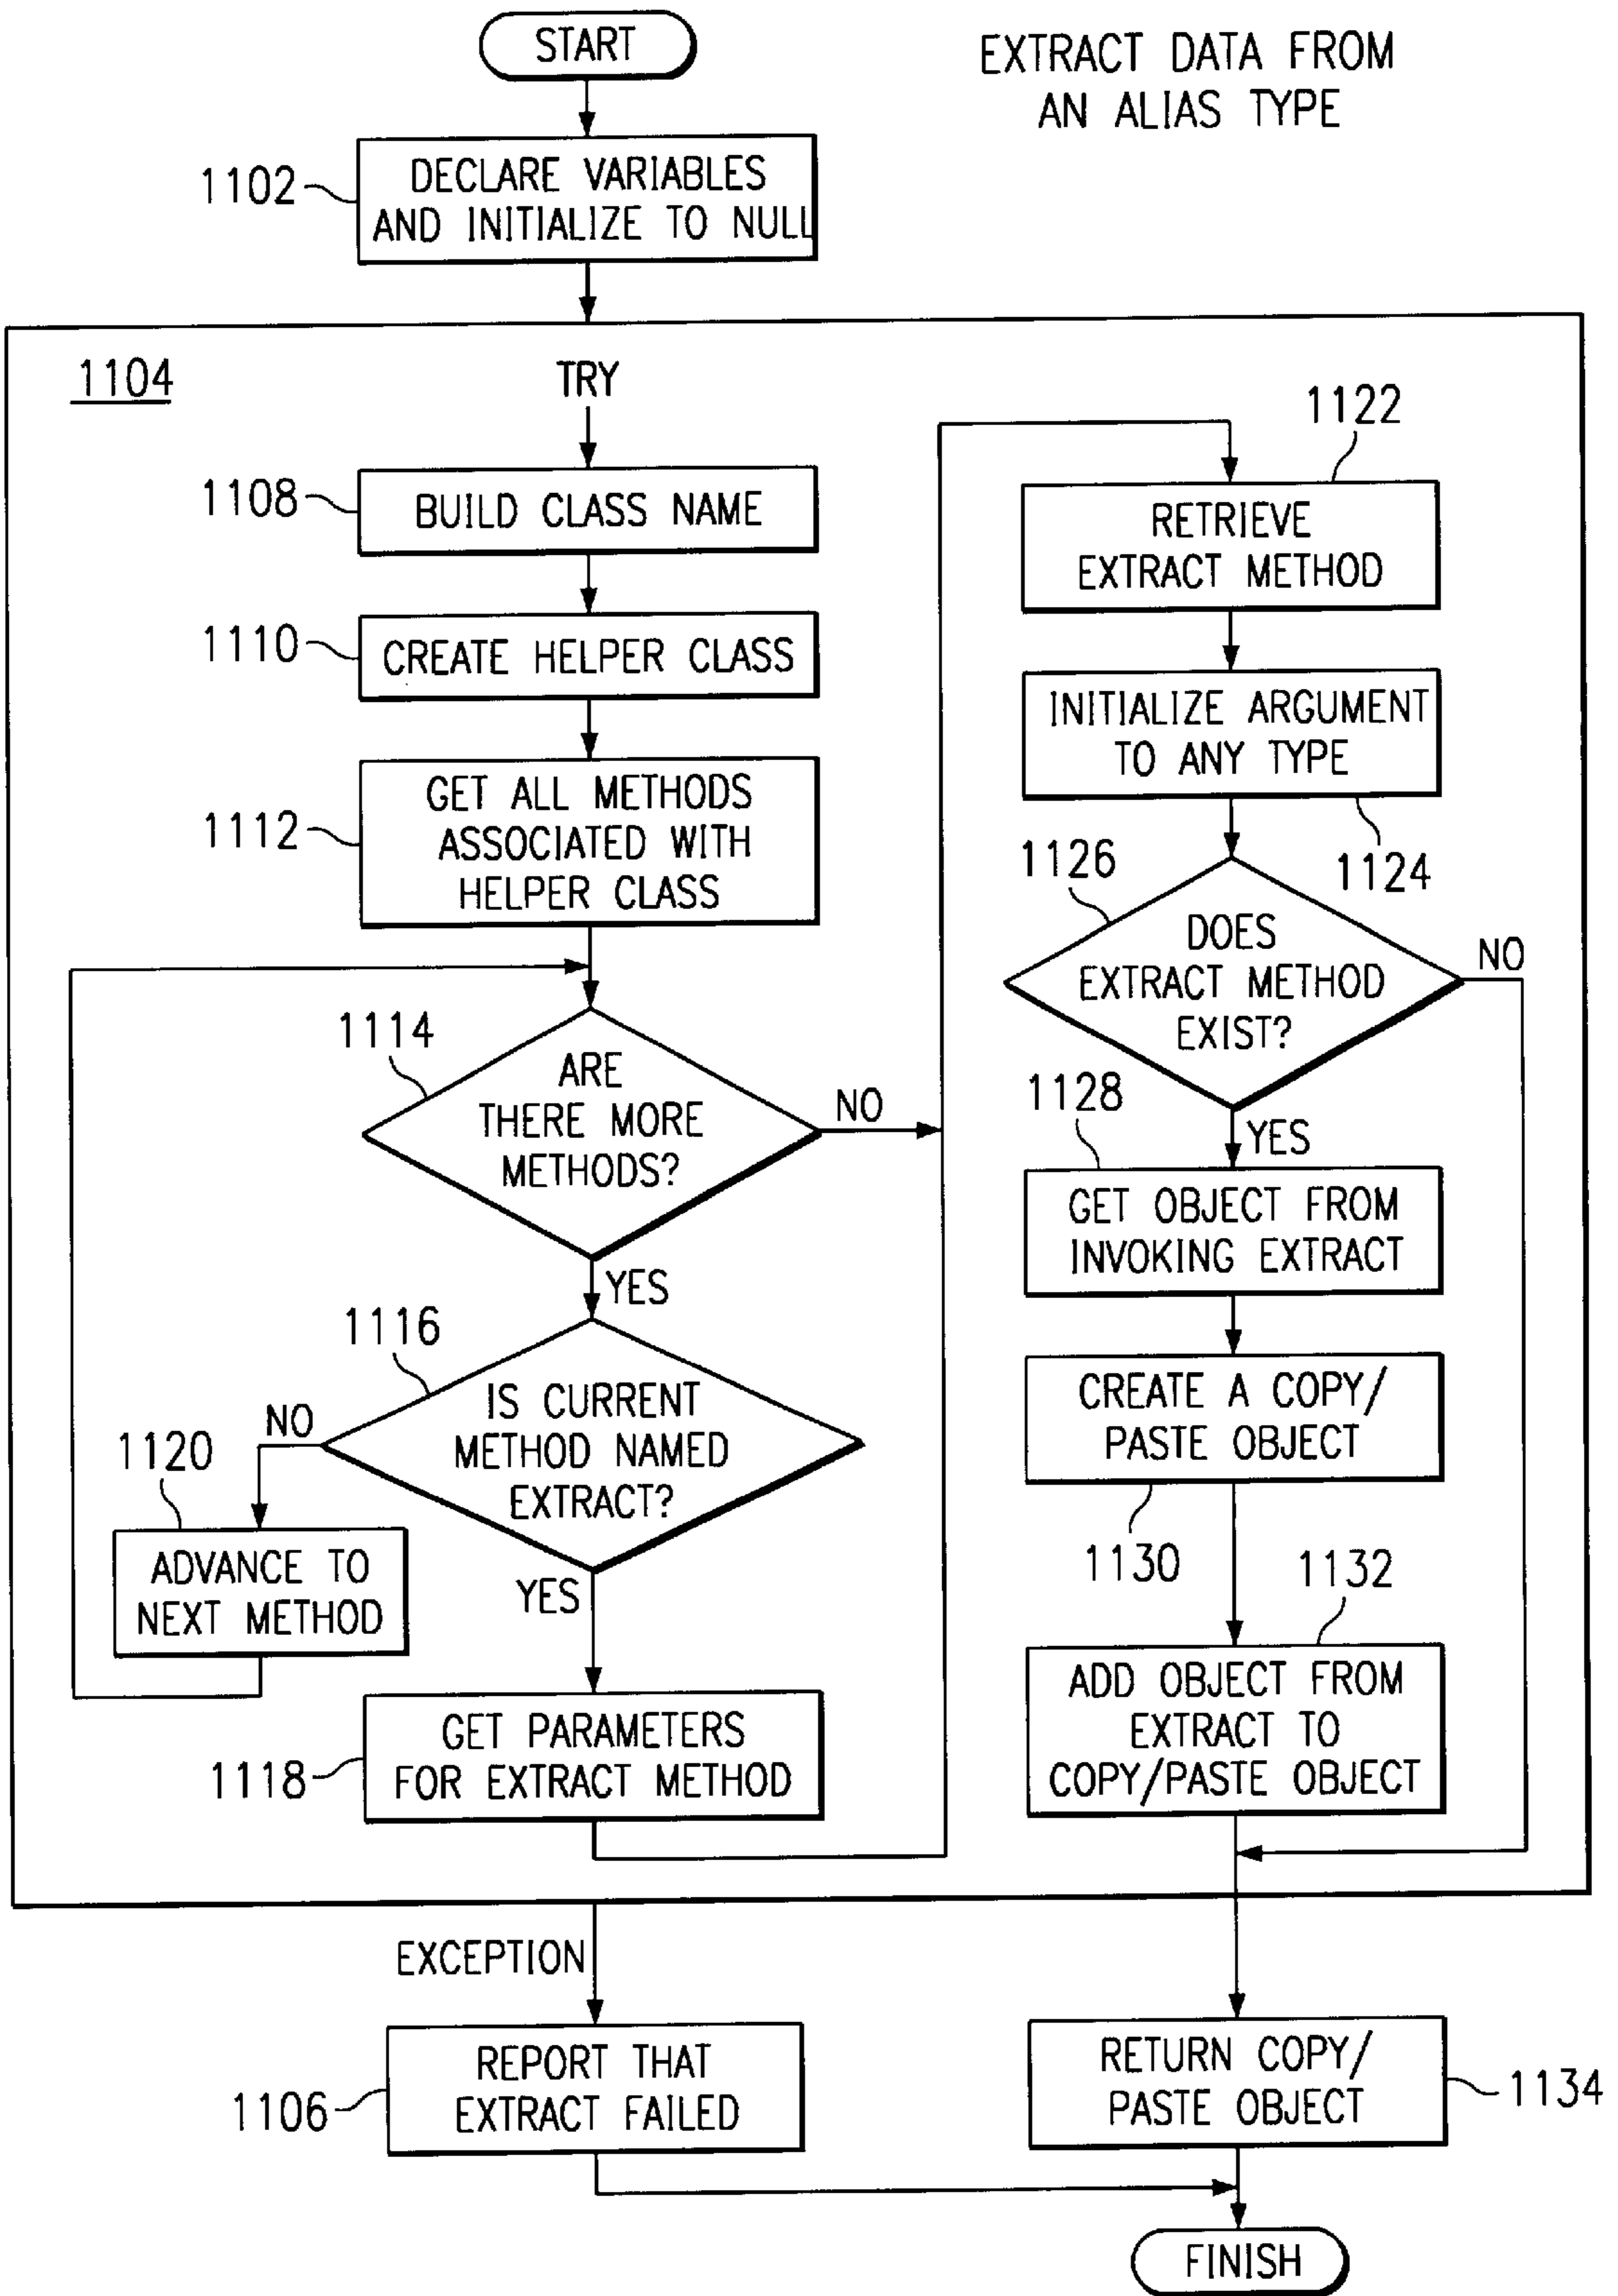 START
EXTRACT DATA FROM
AN ALIAS TYPE
1102
DECLARE VARIABLES
AND INITIALIZE TO NULL
1104
TRY
1108
BUILD CLASS NAME
1110
CREATE HELPER CLASS
1112
GET ALL METHODS
ASSOCIATED WITH
HELPER CLASS
1114
ARE
THERE MORE
METHODS?
NO
YES
1116
IS CURRENT
METHOD NAMED
EXTRACT?
NO
1120
ADVANCE TO
NEXT METHOD
YES
1118
GET PARAMETERS
FOR EXTRACT METHOD
1122
RETRIEVE
EXTRACT METHOD
INITIALIZE ARGUMENT
TO ANY TYPE
1124
1126
DOES
EXTRACT METHOD
EXIST?
NO
1128
YES
GET OBJECT FROM
INVOKING EXTRACT
CREATE A COPY/
PASTE OBJECT
1130
1132
ADD OBJECT FROM
EXTRACT TO
COPY/PASTE OBJECT
EXCEPTION
1106
REPORT THAT
EXTRACT FAILED
RETURN COPY/
PASTE OBJECT
1134
FINISH